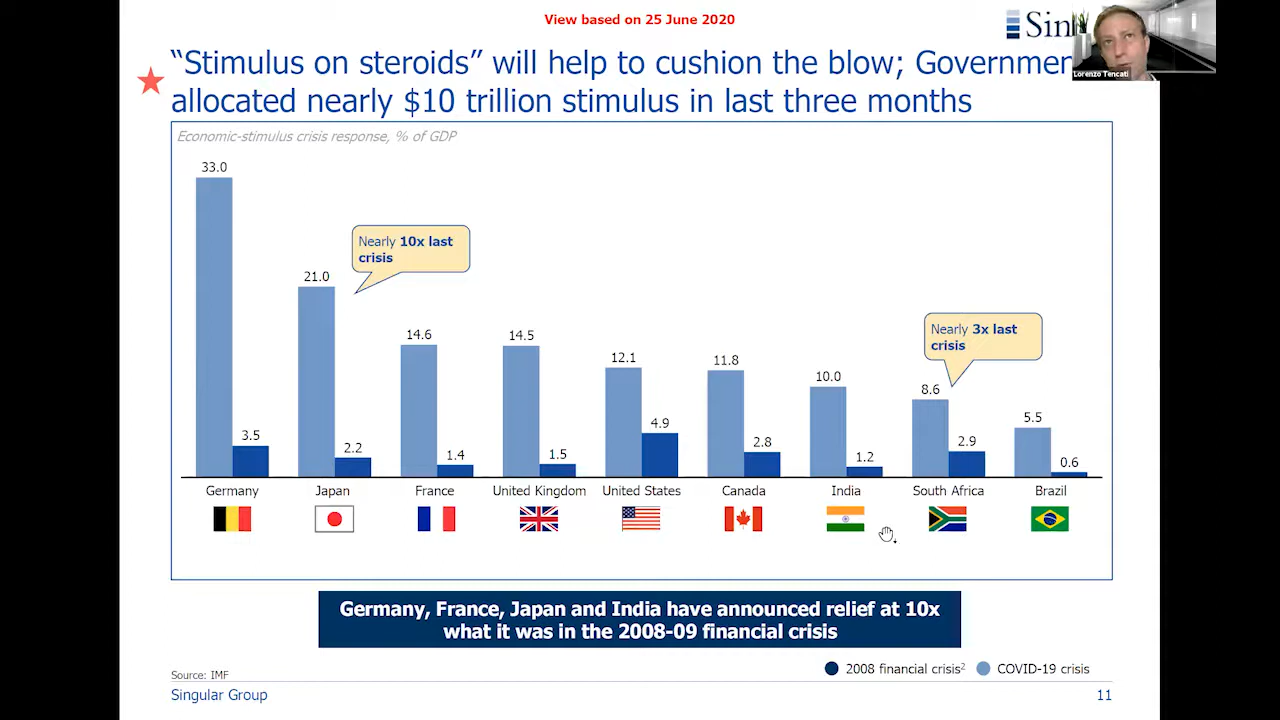 View based on 25 June 2020
Lorenzo Tencati
“Stimulus on steroids” will help to cushion the blow;
allocated nearly $10 trillion stimulus in last three months
Economic-stimulus crisis response, % of GDP
33.0
3.5
21.0
2.2
14.6
1.4
14.5
1.5
12.1
4.9
11.8
2.8
10.0
1.2
8.6
2.9
5.5
0.6
Nearly 10x last
crisis
Nearly 3x last
crisis
Germany
Japan
France
United Kingdom
United States
Canada
India
South Africa
Brazil
Germany, France, Japan and India have announced relief at 10x
what it was in the 2008-09 financial crisis
2008 financial crisis²
COVID-19 crisis
Source: IMF
Singular Group
11